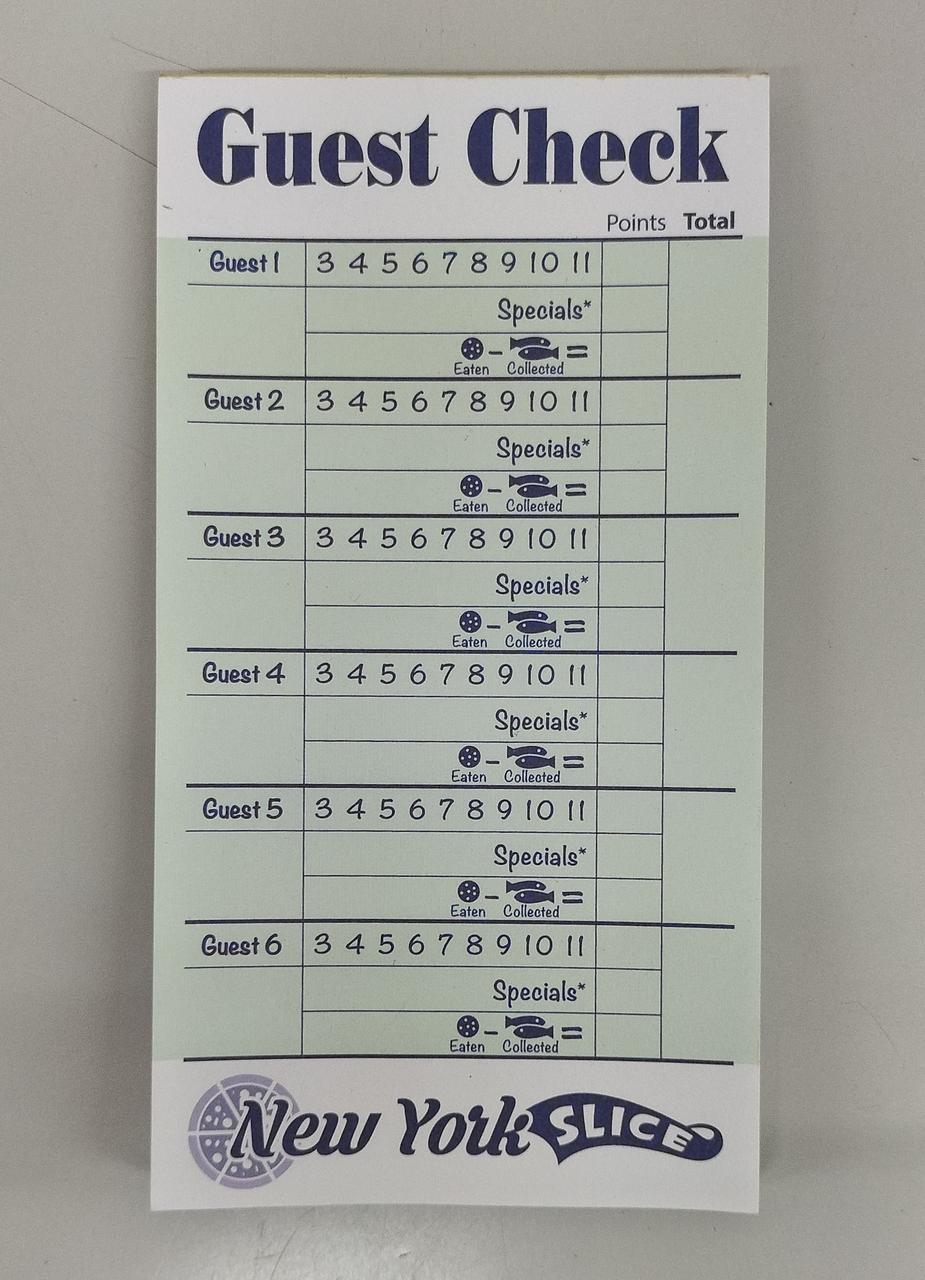 Guest Check
Points Total
Guest 1 3 4 5 6 7 8 9 10 11
Specials*
– =
Eaten Collected
Guest 2 3 4 5 6 7 8 9 10 11
Specials*
– =
Eaten Collected
Guest 3 3 4 5 6 7 8 9 10 11
Specials*
– =
Eaten Collected
Guest 4 3 4 5 6 7 8 9 10 11
Specials*
– =
Eaten Collected
Guest 5 3 4 5 6 7 8 9 10 11
Specials*
– =
Eaten Collected
Guest 6 3 4 5 6 7 8 9 10 11
Specials*
– =
Eaten Collected
New York SLICE